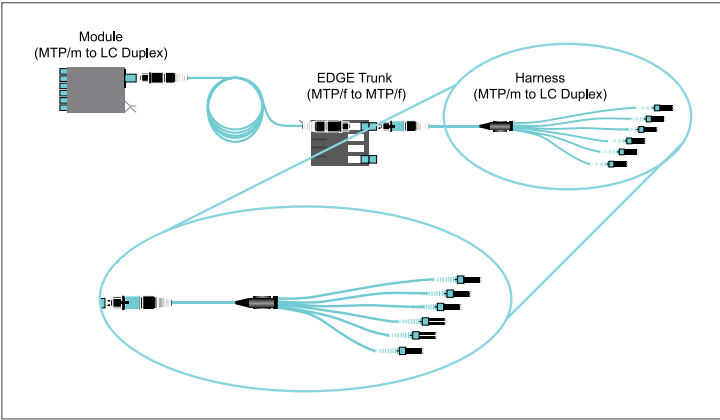 Module
(MTP/m to LC Duplex)
EDGE Trunk
(MTP/f to MTP/f)
Harness
(MTP/m to LC Duplex)